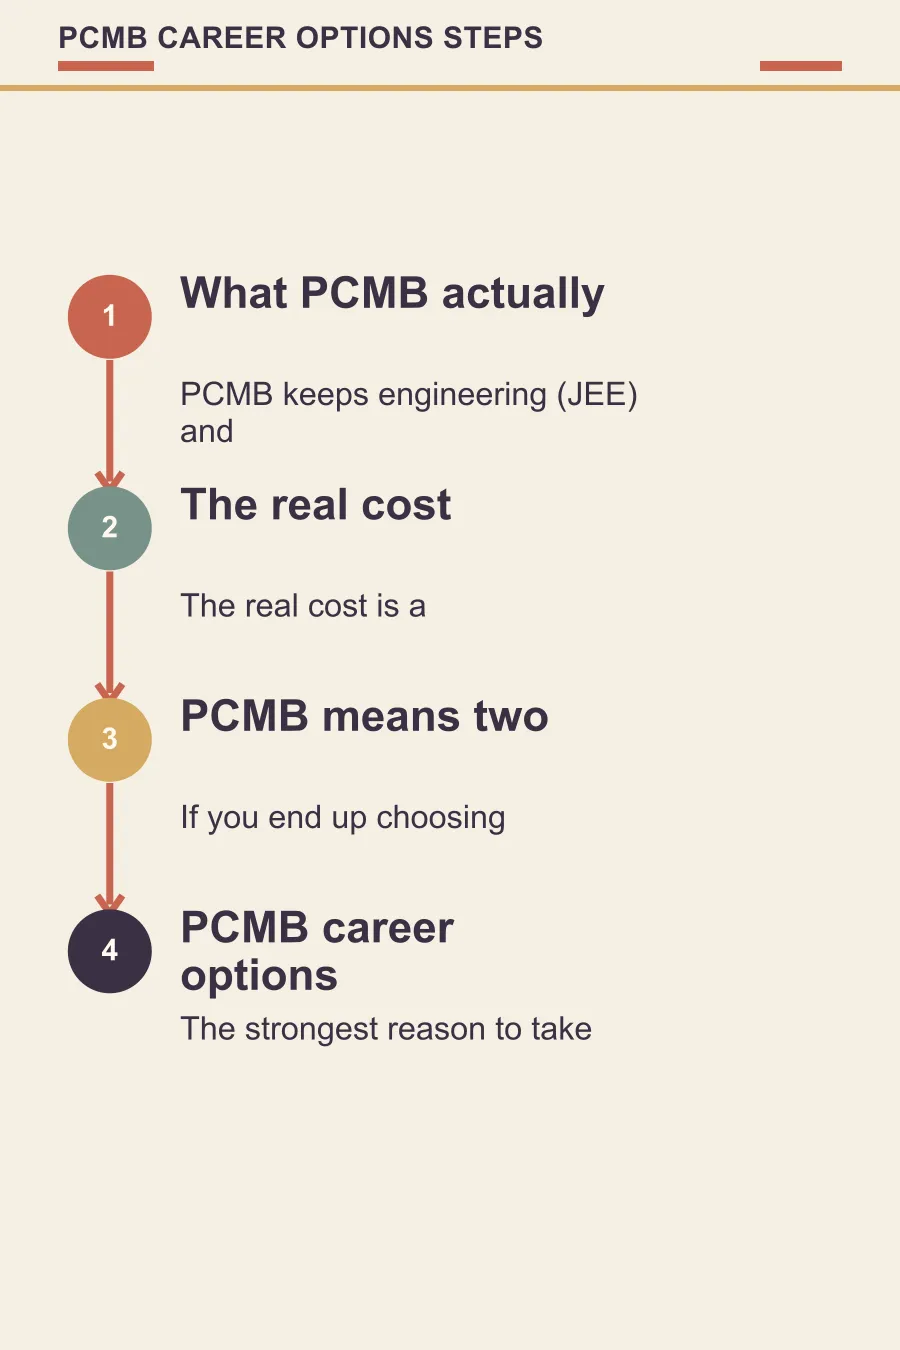 PCMB CAREER OPTIONS STEPS
1
What PCMB actually
PCMB keeps engineering (JEE)
and
2
The real cost
The real cost is a
3
PCMB means two
If you end up choosing
4
PCMB career
options
The strongest reason to take